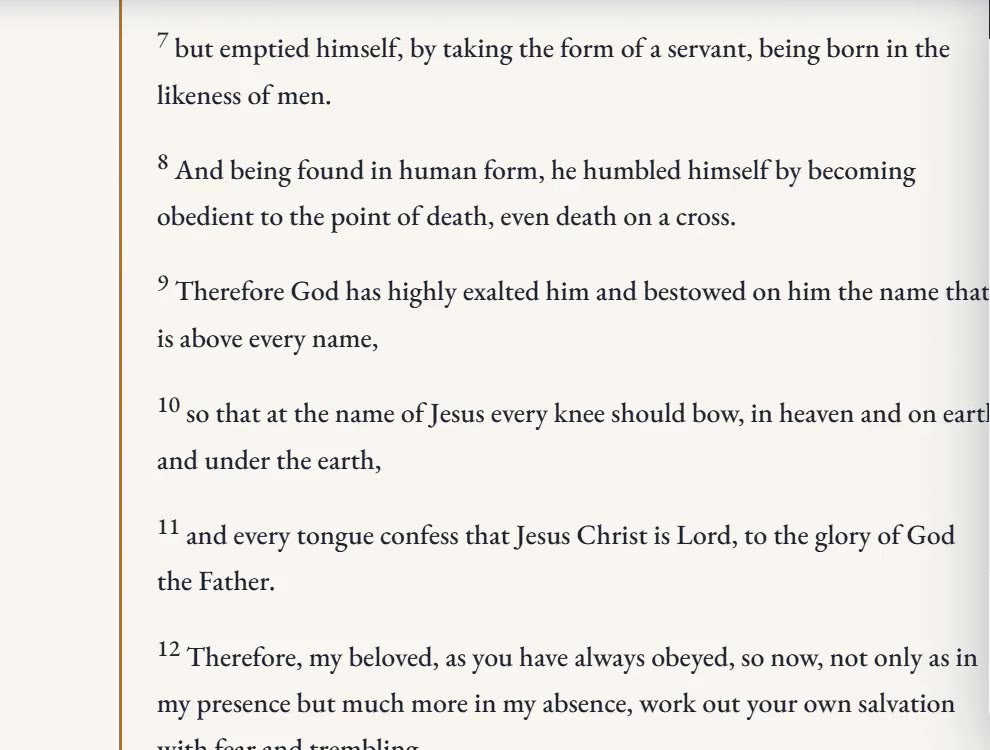 7 but emptied himself, by taking the form of a servant, being born in the
likeness of men.
8 And being found in human form, he humbled himself by becoming
obedient to the point of death, even death on a cross.
9 Therefore God has highly exalted him and bestowed on him the name that
is above every name,
10 so that at the name of Jesus every knee should bow, in heaven and on earth
and under the earth,
11 and every tongue confess that Jesus Christ is Lord, to the glory of God
the Father.
12 Therefore, my beloved, as you have always obeyed, so now, not only as in
my presence but much more in my absence, work out your own salvation
with fear and trembling